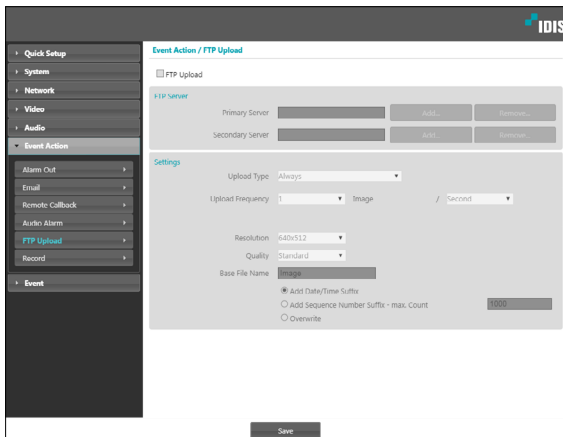 IDIS
Quick Setup
System
Network
Video
Audio
Event Action
Alarm Out
Email
Remote Callback
Audio Alarm
FTP Upload
Record
Event
Event Action / FTP Upload
FTP Upload
FTP Server
Primary Server Add... Remove...
Secondary Server Add... Remove...
Settings
Upload Type Always
Upload Frequency 1 Image / Second
Resolution 640x512
Quality Standard
Base File Name Image
Add Date/Time Suffix
Add Sequence Number Suffix - max. Count 1000
Overwrite
Save